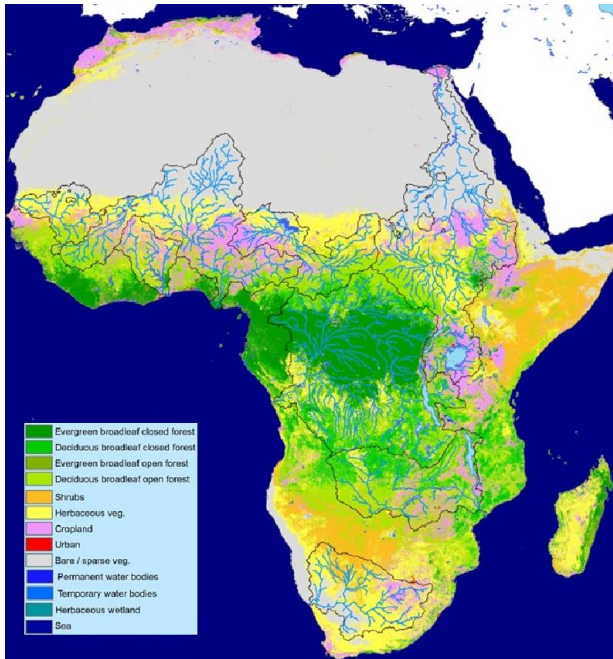 Evergreen broadleaf closed forest
Deciduous broadleaf closed forest
Evergreen broadleaf open forest
Deciduous broadleaf open forest
Shrubs
Herbaceous veg.
Cropland
Urban
Bare / sparse veg.
Permanent water bodies
Temporary water bodies
Herbaceous wetland
Sea